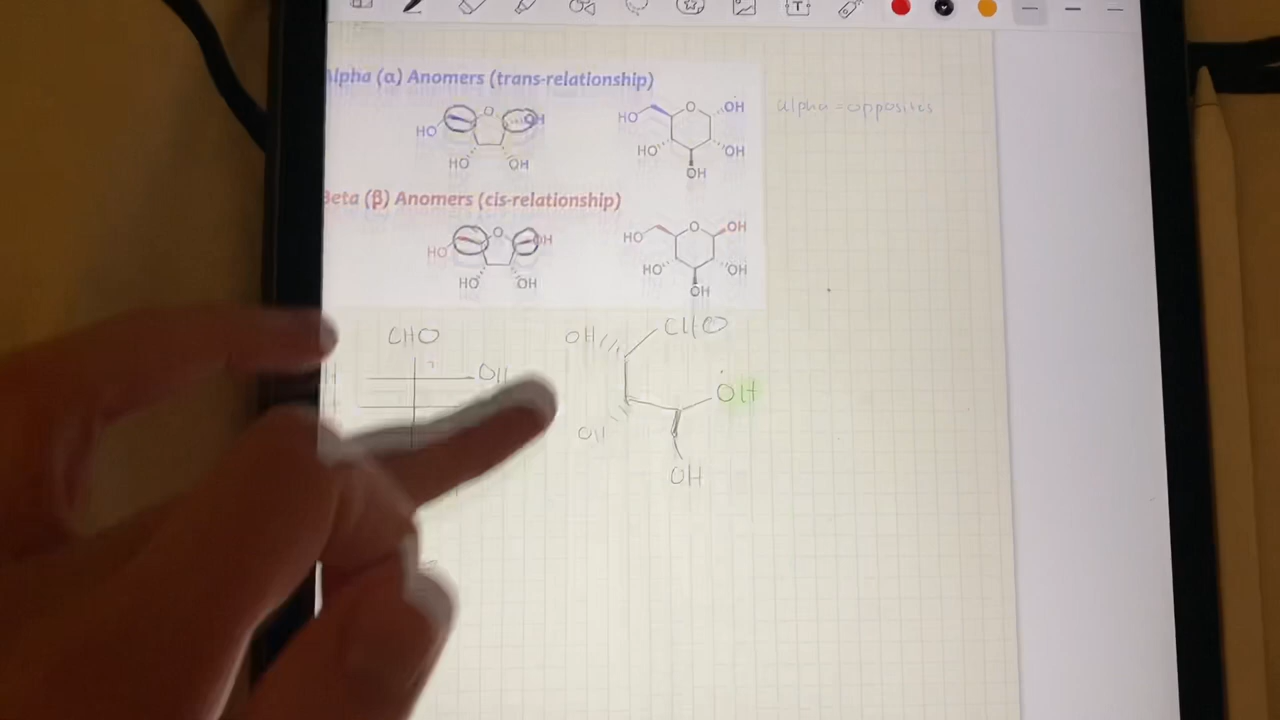 T
Alpha (α) Anomers (trans-relationship)
HO O OH
HO OH
HO O OH
HO OH
OH
alpha = opposites
Beta (β) Anomers (cis-relationship)
HO O OH
HO OH
HO O OH
HO OH
OH
CHO
OH
OH CHO
OH
OH
OH